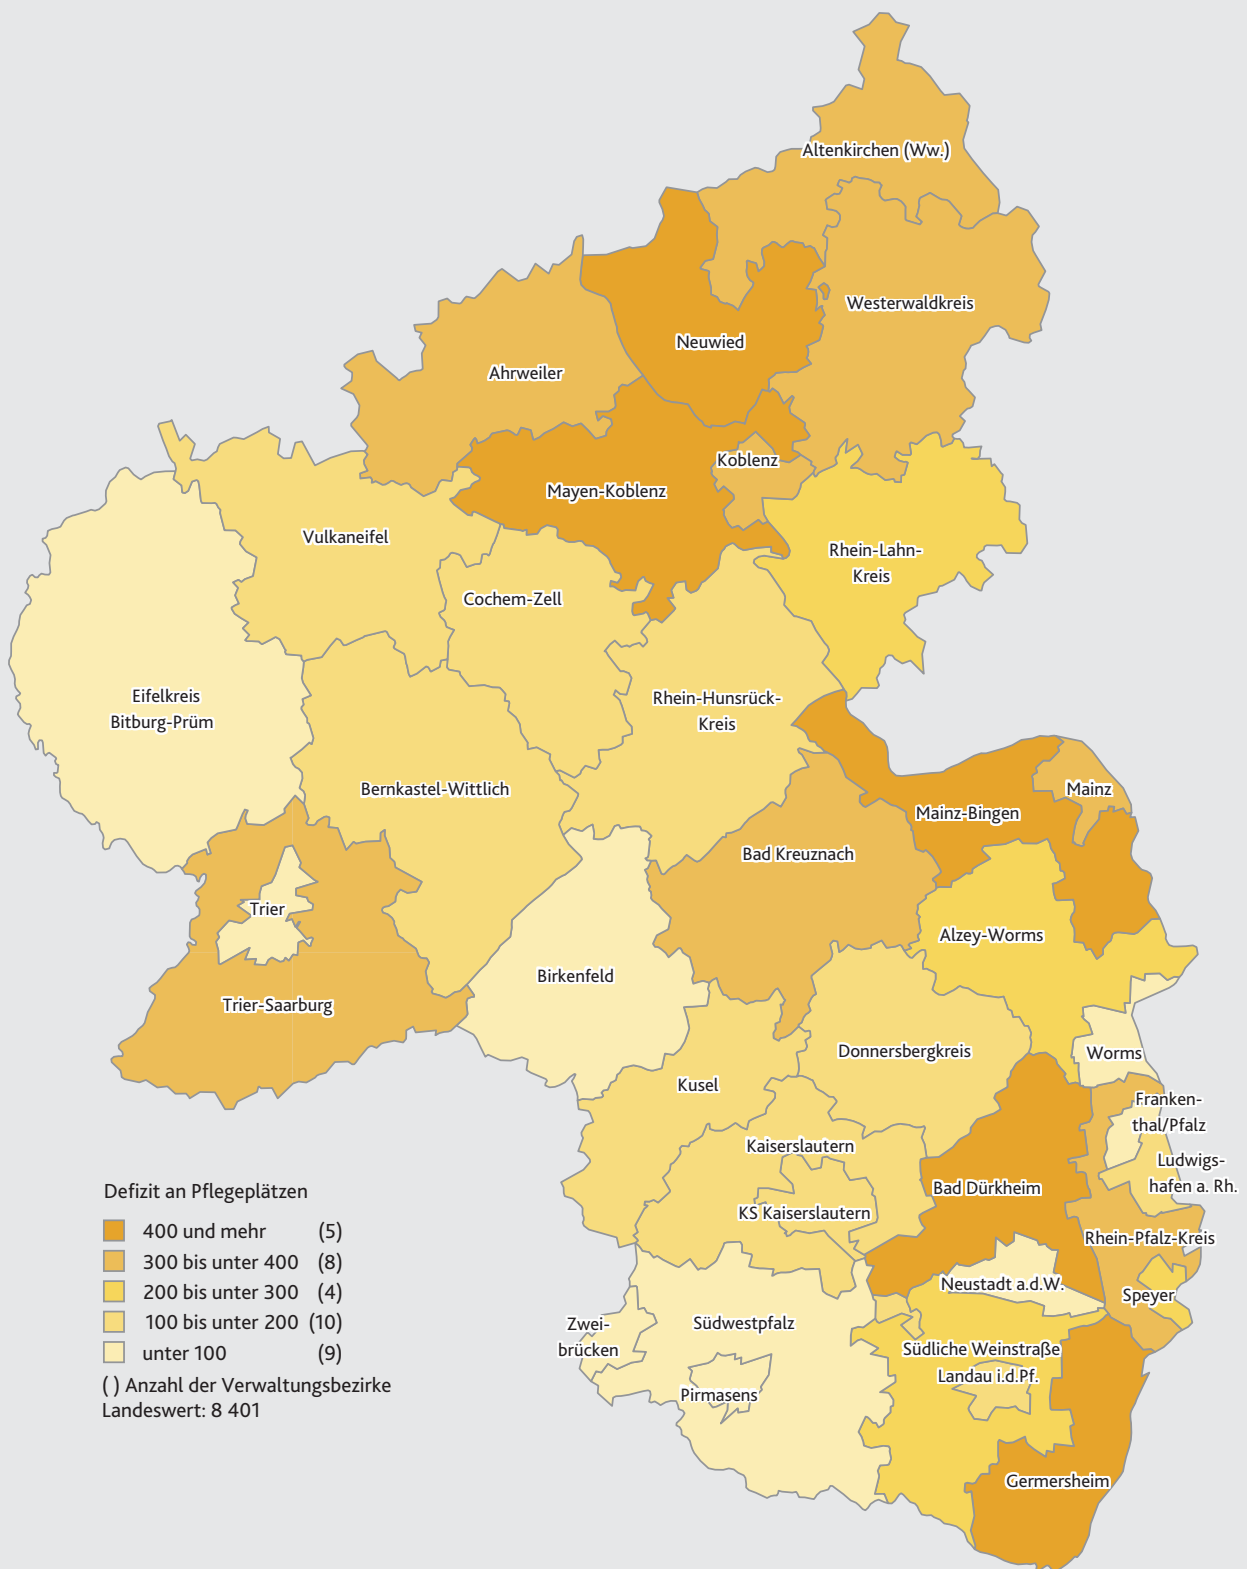 Altenkirchen (Ww.)
Westerwaldkreis
Neuwied
Ahrweiler
Koblenz
Mayen-Koblenz
Vulkaneifel
Rhein-Lahn-
Kreis
Cochem-Zell
Eifelkreis
Bitburg-Prüm
Rhein-Hunsrück-
Kreis
Bernkastel-Wittlich
Mainz
Mainz-Bingen
Bad Kreuznach
Trier
Alzey-Worms
Birkenfeld
Trier-Saarburg
Donnersbergkreis
Worms
Kusel
Franken-
thal/Pfalz
Kaiserslautern
Ludwigs-
hafen a. Rh.
Bad Dürkheim
KS Kaiserslautern
Rhein-Pfalz-Kreis
Neustadt a.d.W.
Speyer
Zwei-
brücken
Südwestpfalz
Südliche Weinstraße
Landau i.d.Pf.
Pirmasens
Germersheim
Defizit an Pflegeplätzen
400 und mehr (5)
300 bis unter 400 (8)
200 bis unter 300 (4)
100 bis unter 200 (10)
unter 100 (9)
( ) Anzahl der Verwaltungsbezirke
Landeswert: 8 401